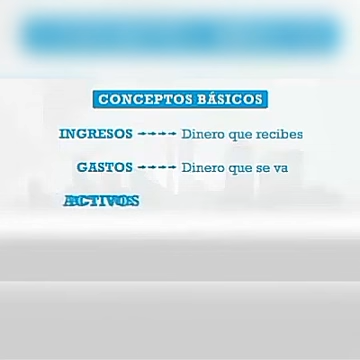 CONCEPTOS BÁSICOS
INGRESOS ➝➝➝➝ Dinero que recibes
GASTOS ➝➝➝➝ Dinero que se va
ACTIVOS